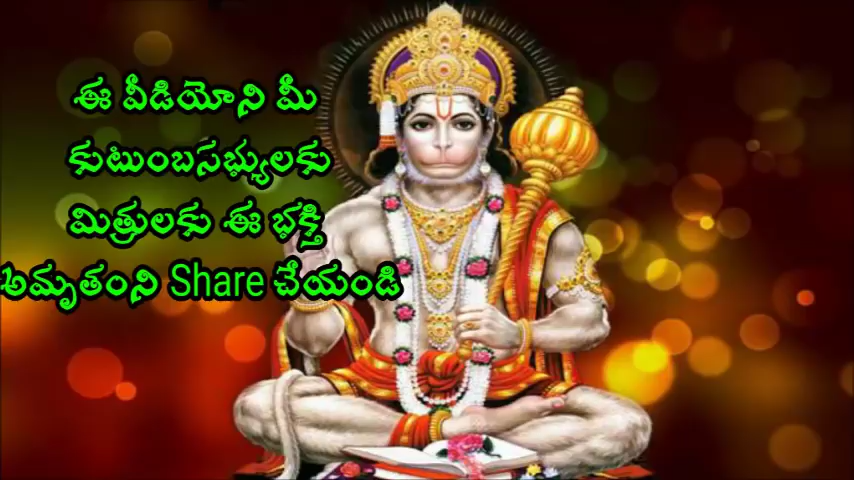 ఈ వీడియోని మీ
కుటుంబసభ్యులకు
మిత్రులకు ఈ భక్తి
అమృతంని Share చేయండి